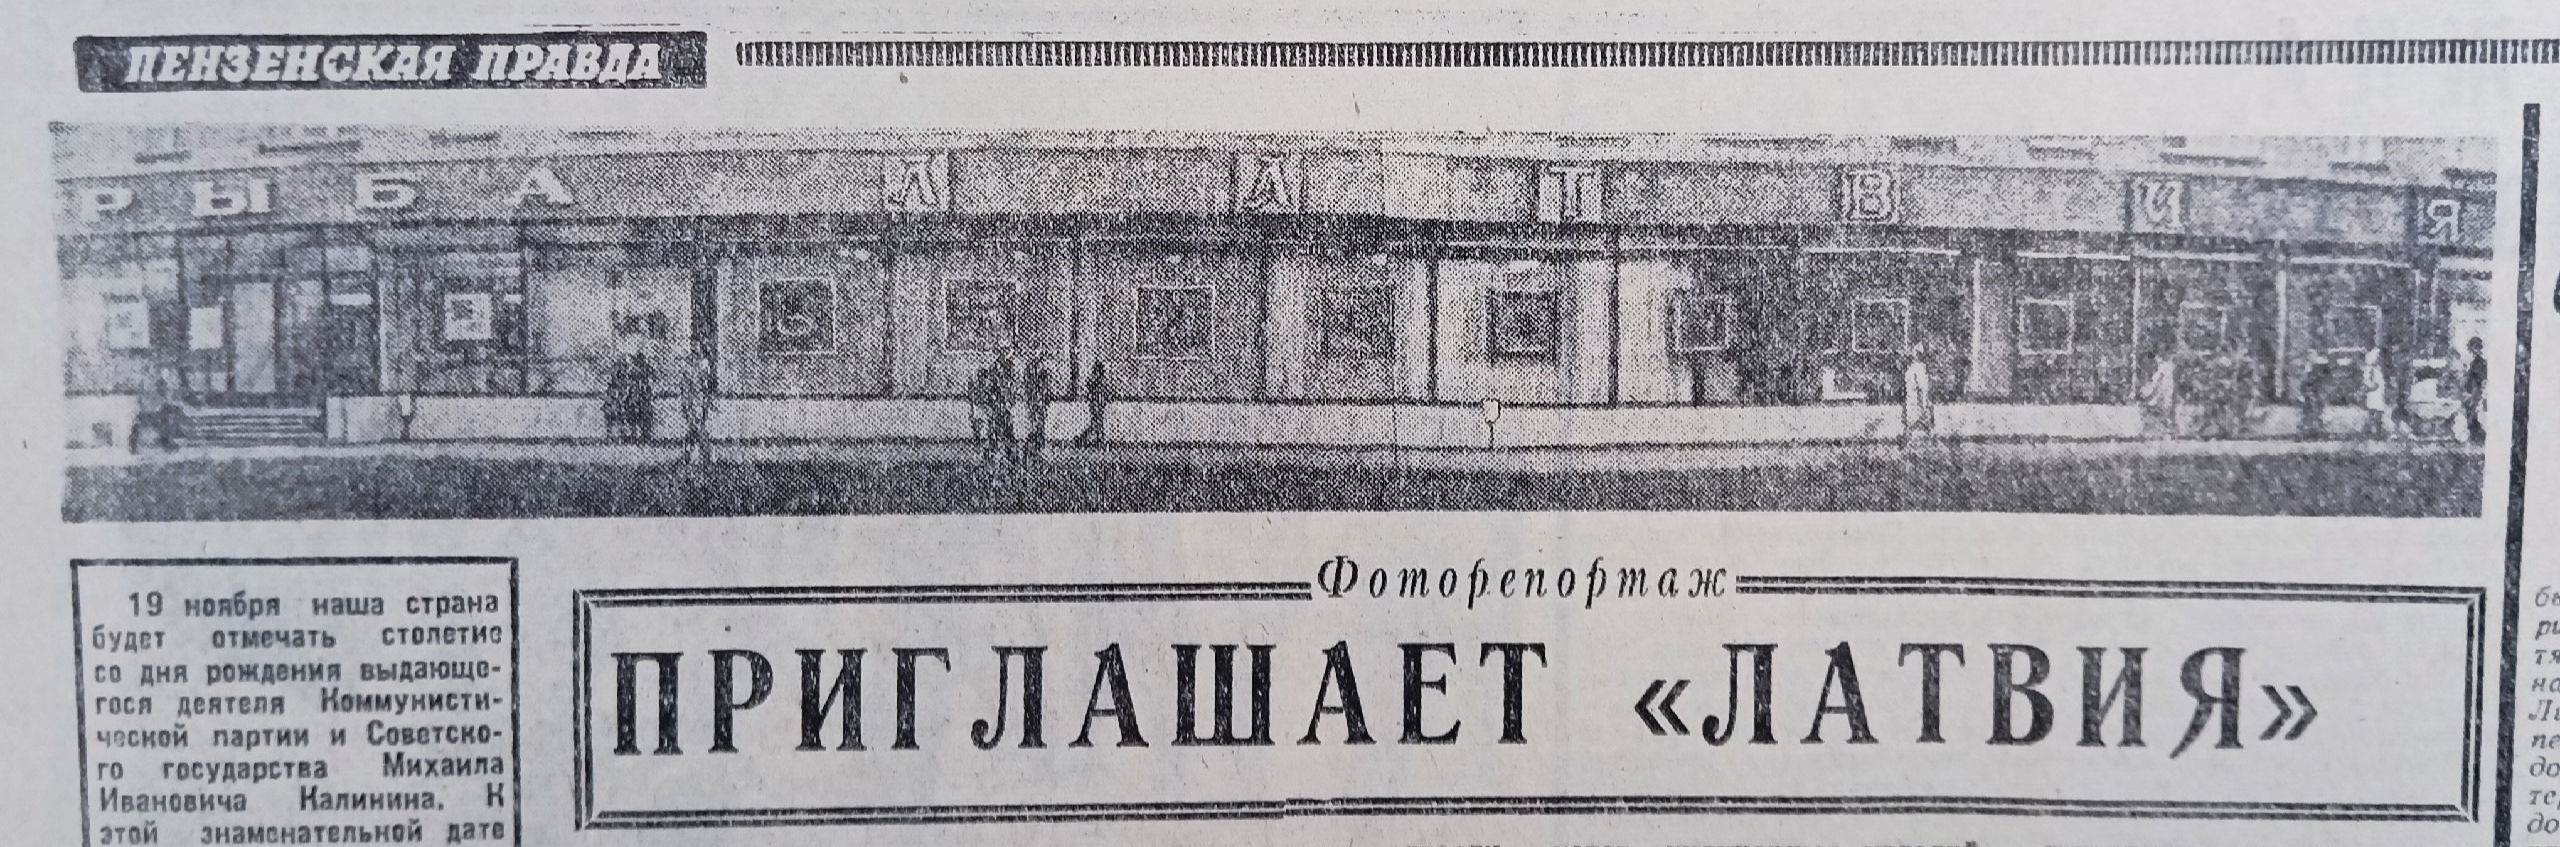 ПЕНЗЕНСКАЯ ПРАВДА
РЫБА ЛАТВИЯ
19 ноября наша страна
будет отмечать столетие
со дня рождения выдающе-
гося деятеля Коммунисти-
ческой партии и Советско-
го государства Михаила
Ивановича Калинина. К
этой знаменательной дате
Фоторепортаж
ПРИГЛАШАЕТ «ЛАТВИЯ»